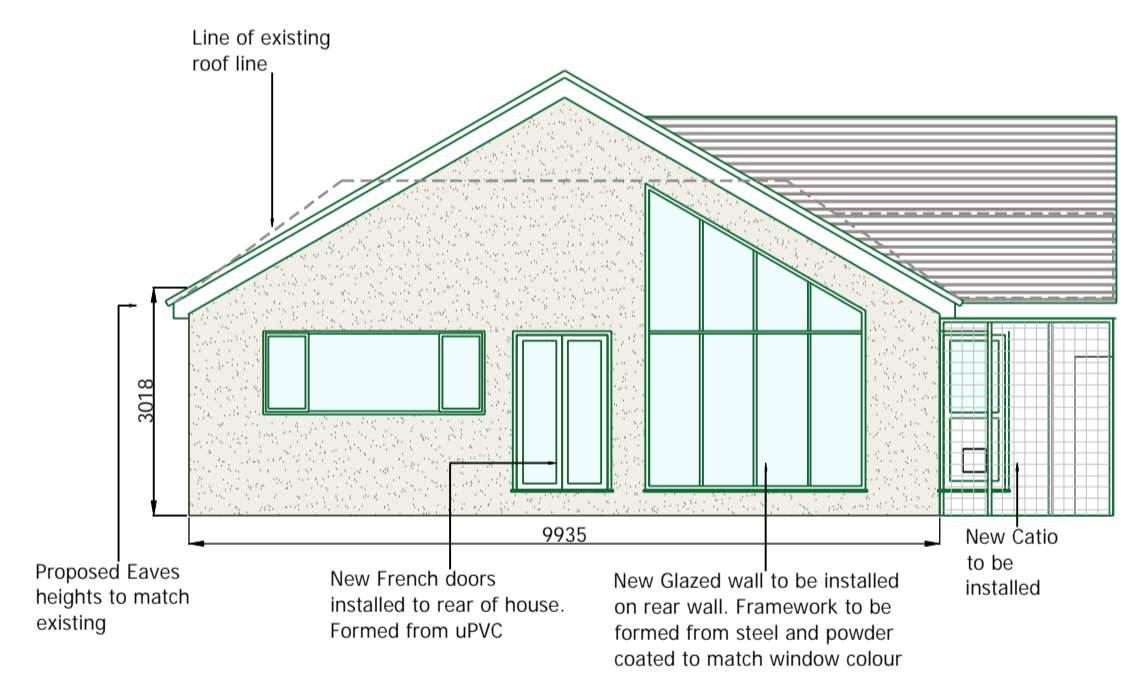 Line of existing
roof line
3018
9935
Proposed Eaves
heights to match
existing
New French doors
installed to rear of house.
Formed from uPVC
New Glazed wall to be installed
on rear wall. Framework to be
formed from steel and powder
coated to match window colour
New Catio
to be
installed